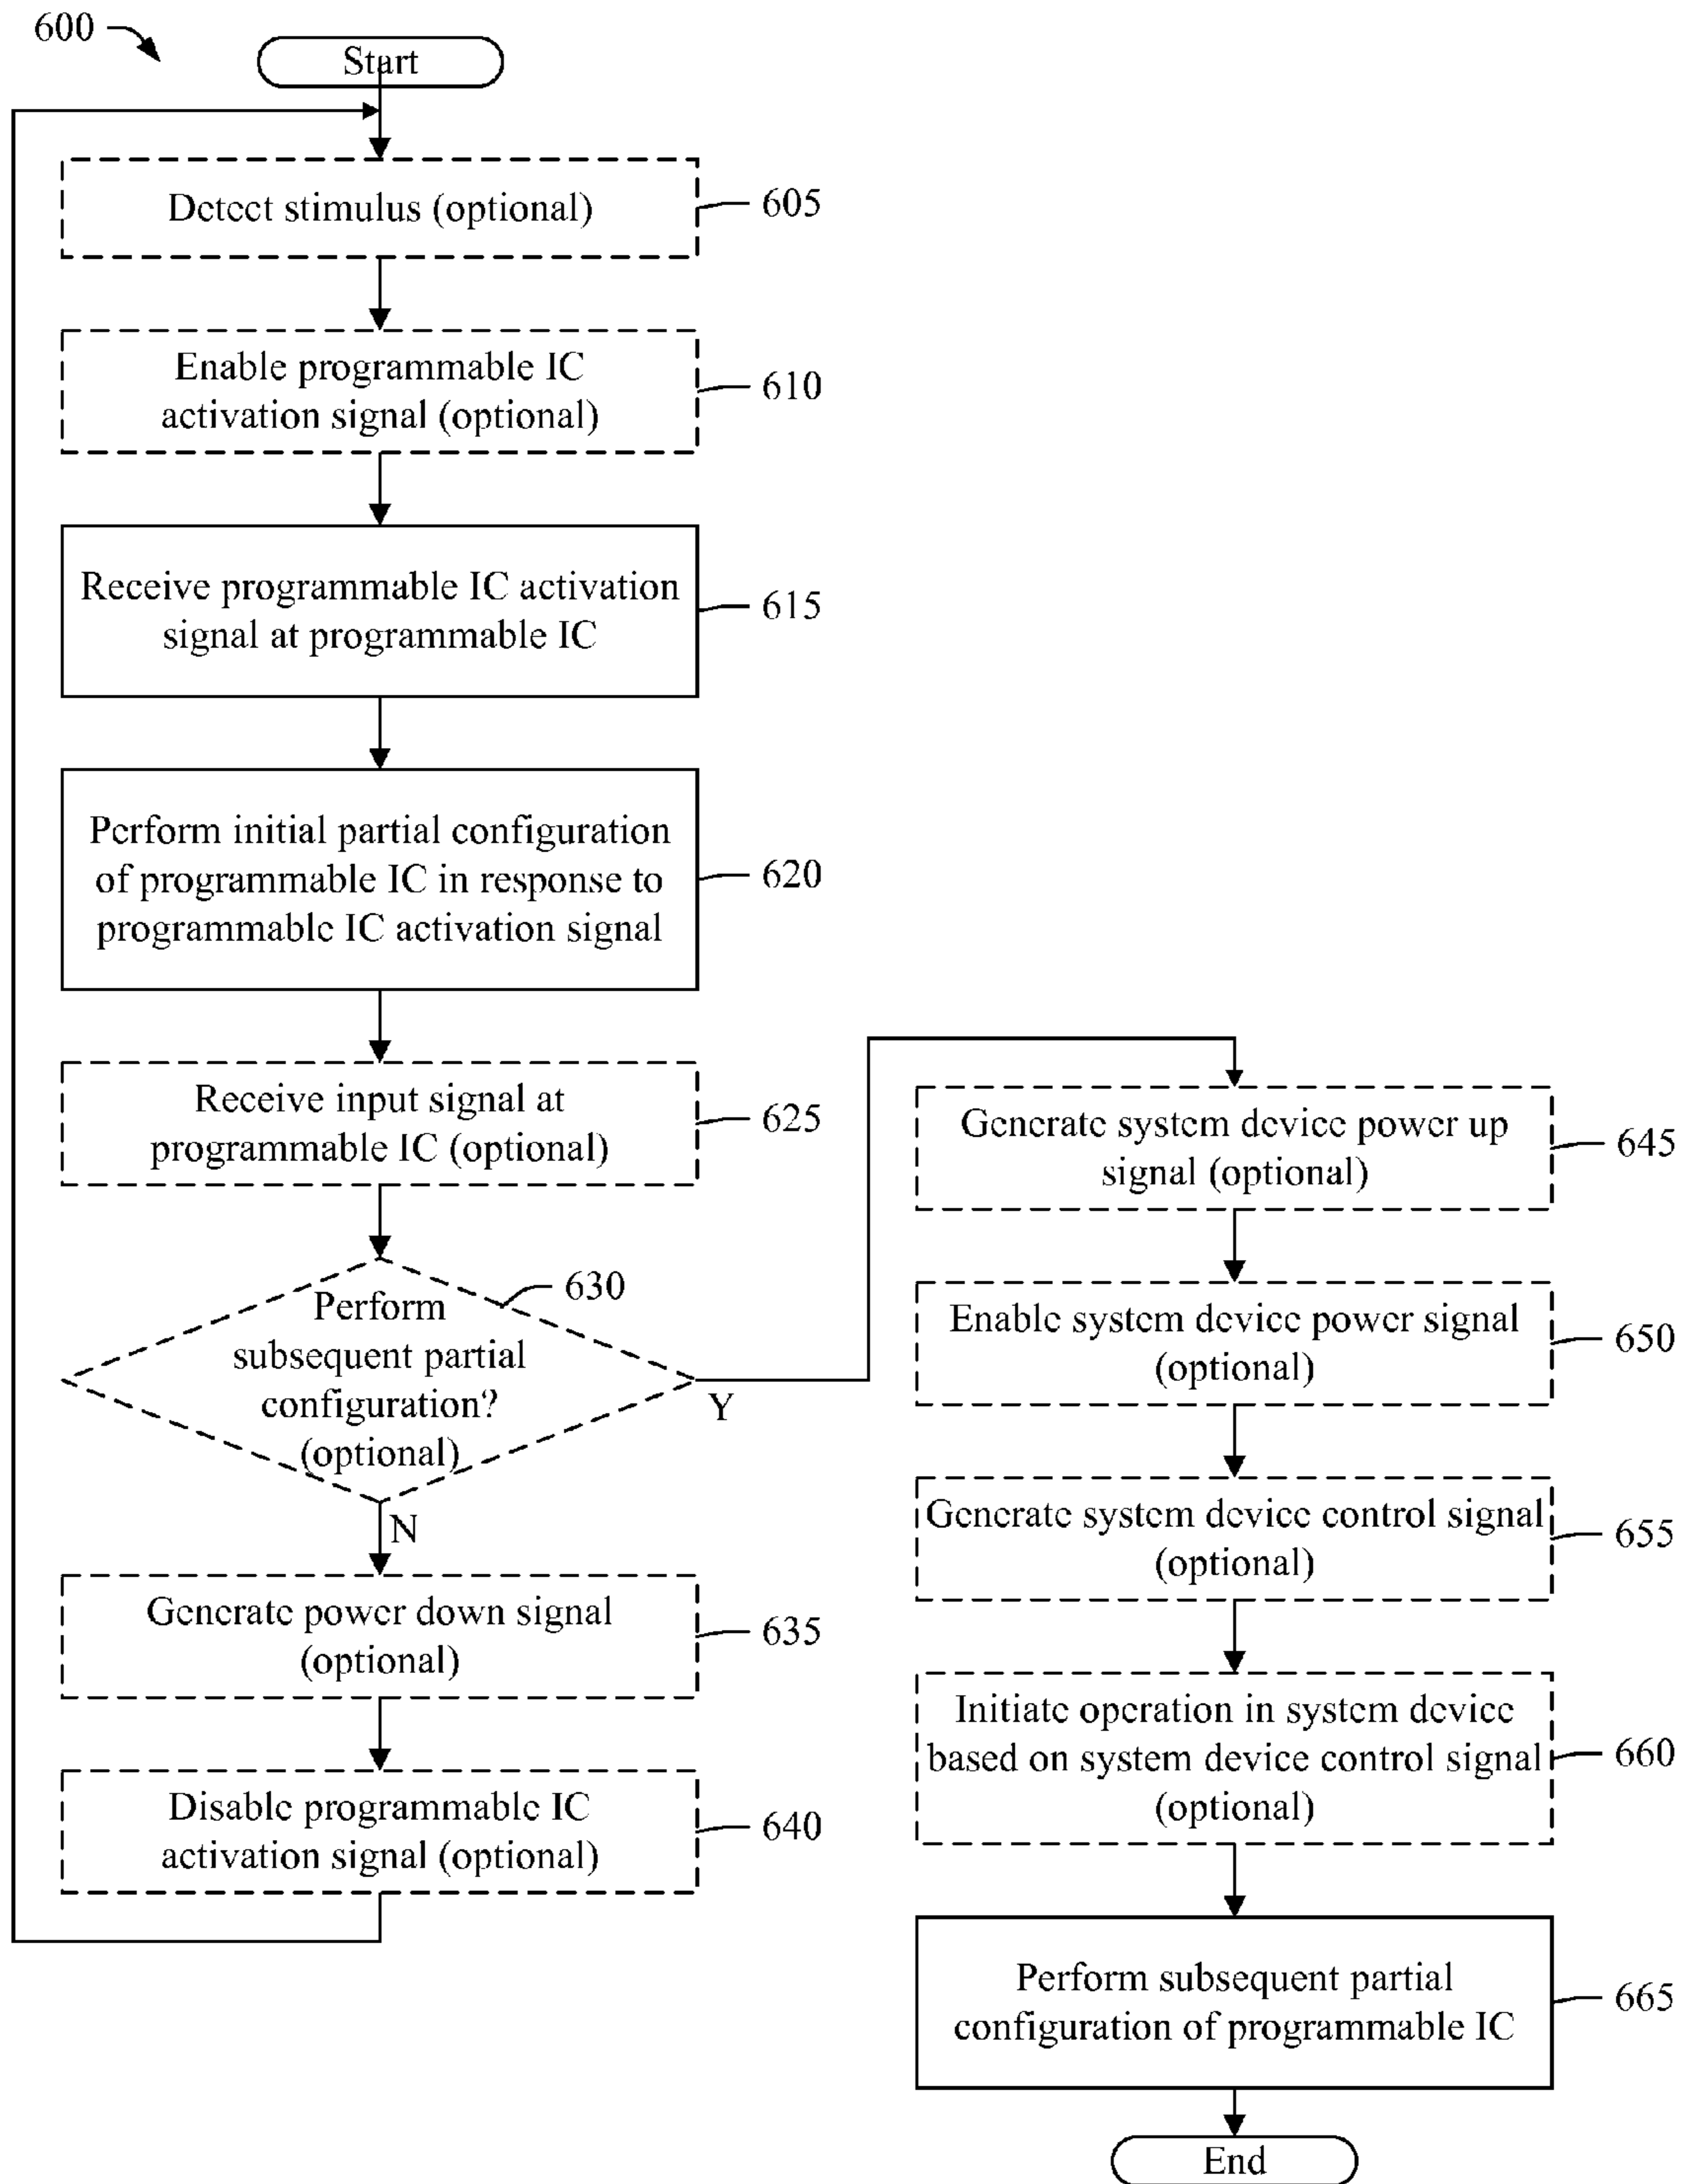 600
Start
Detect stimulus (optional)
605
Enable programmable IC
activation signal (optional)
610
Receive programmable IC activation
signal at programmable IC
615
Perform initial partial configuration
of programmable IC in response to
programmable IC activation signal
620
Receive input signal at
programmable IC (optional)
625
630
Perform
subsequent partial
configuration?
(optional)
Y
N
Generate power down signal
(optional)
635
Disable programmable IC
activation signal (optional)
640
Generate system device power up
signal (optional)
645
Enable system device power signal
(optional)
650
Generate system device control signal
(optional)
655
Initiate operation in system device
based on system device control signal
(optional)
660
Perform subsequent partial
configuration of programmable IC
665
End